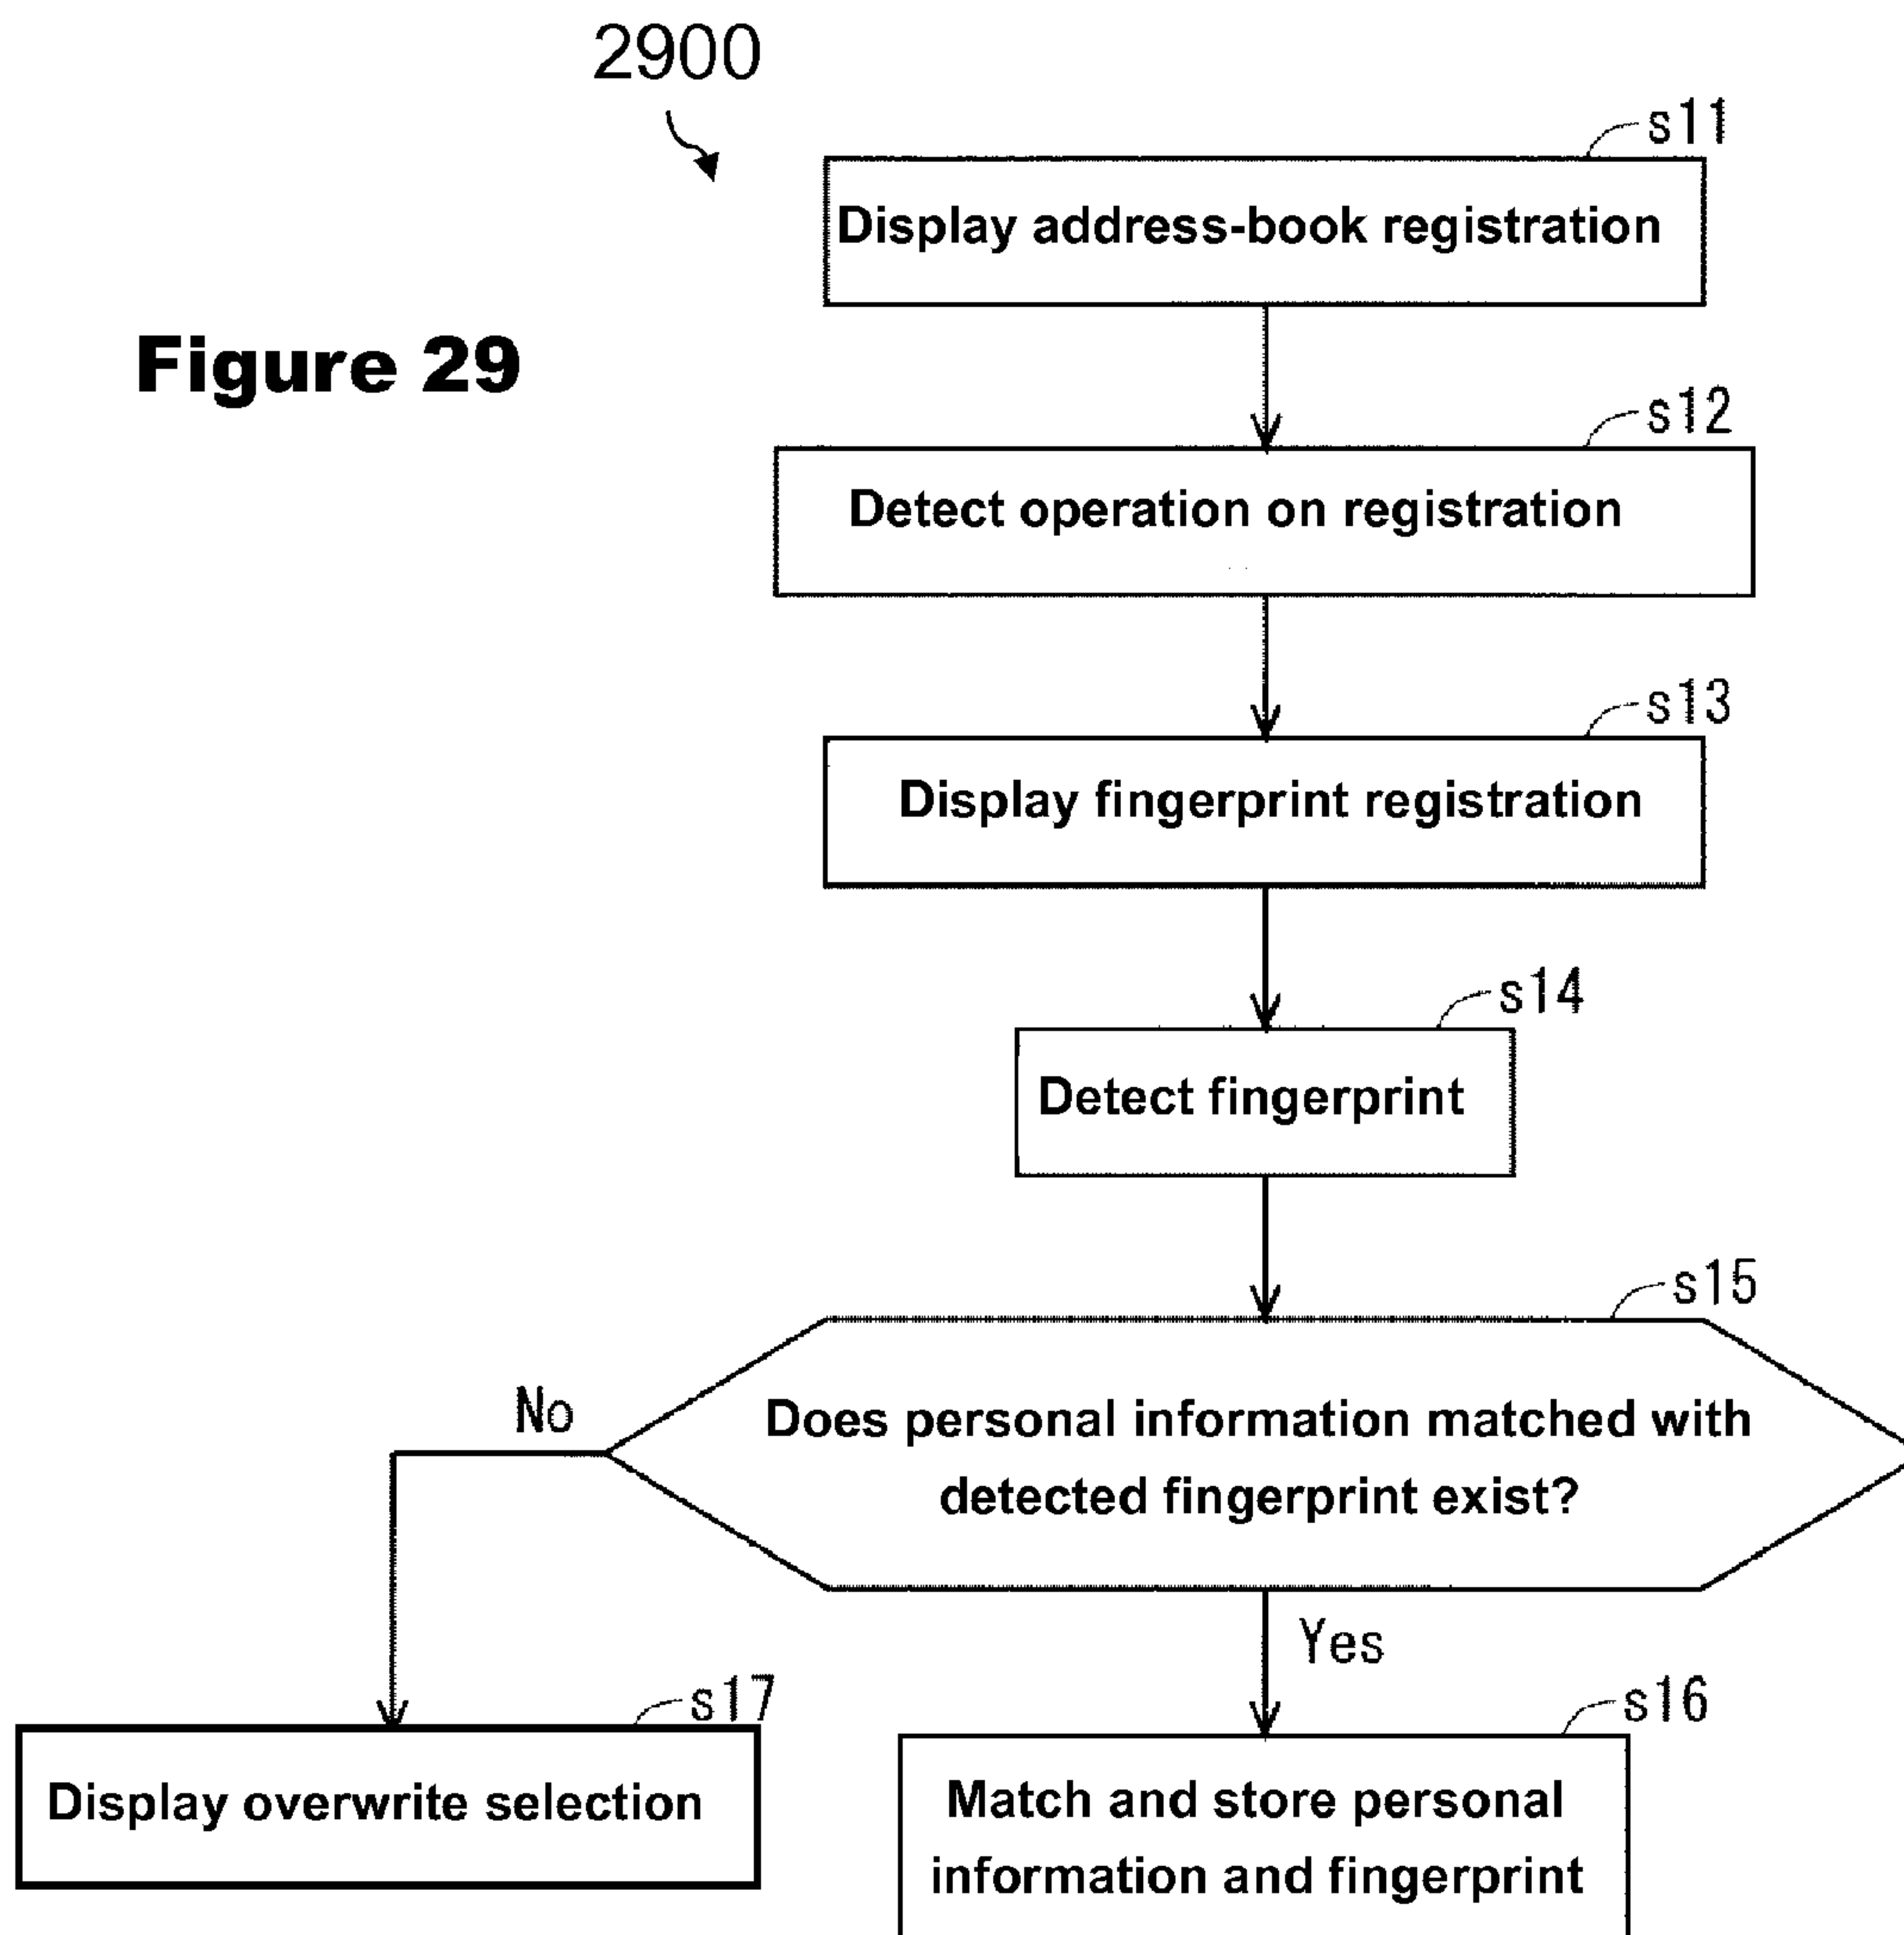 2900
s11
Display address-book registration
Figure 29
s12
Detect operation on registration
s13
Display fingerprint registration
s14
Detect fingerprint
s15
No
Does personal information matched with
detected fingerprint exist?
Yes
s17
s16
Display overwrite selection
Match and store personal
information and fingerprint